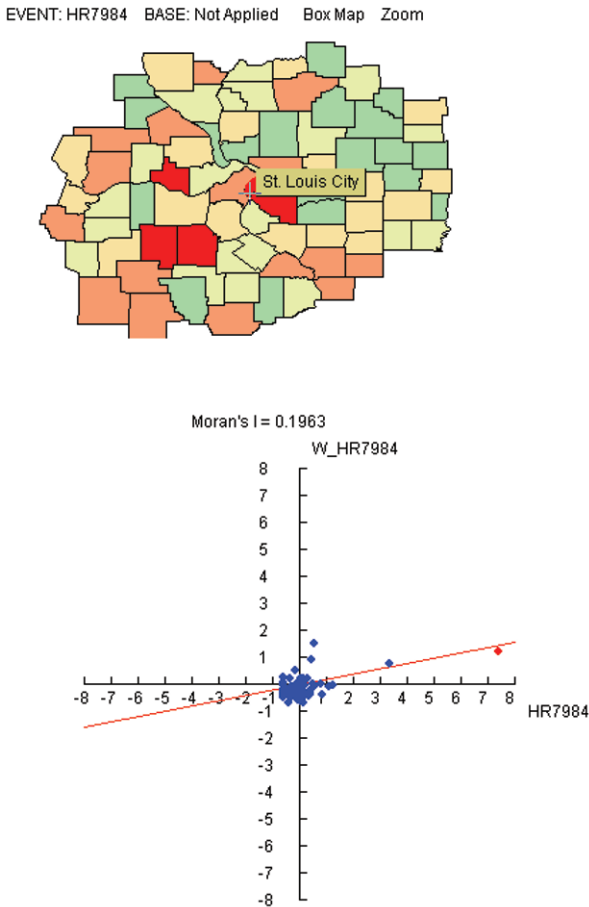 EVENT: HR7984 BASE: Not Applied Box Map Zoom
St. Louis City
Moran's I = 0.1963
W_HR7984
8
7
6
5
4
3
2
1
-8 -7 -6 -5 -4 -3 -2 -1 1 2 3 4 5 6 7 8
HR7984
-1
-2
-3
-4
-5
-6
-7
-8